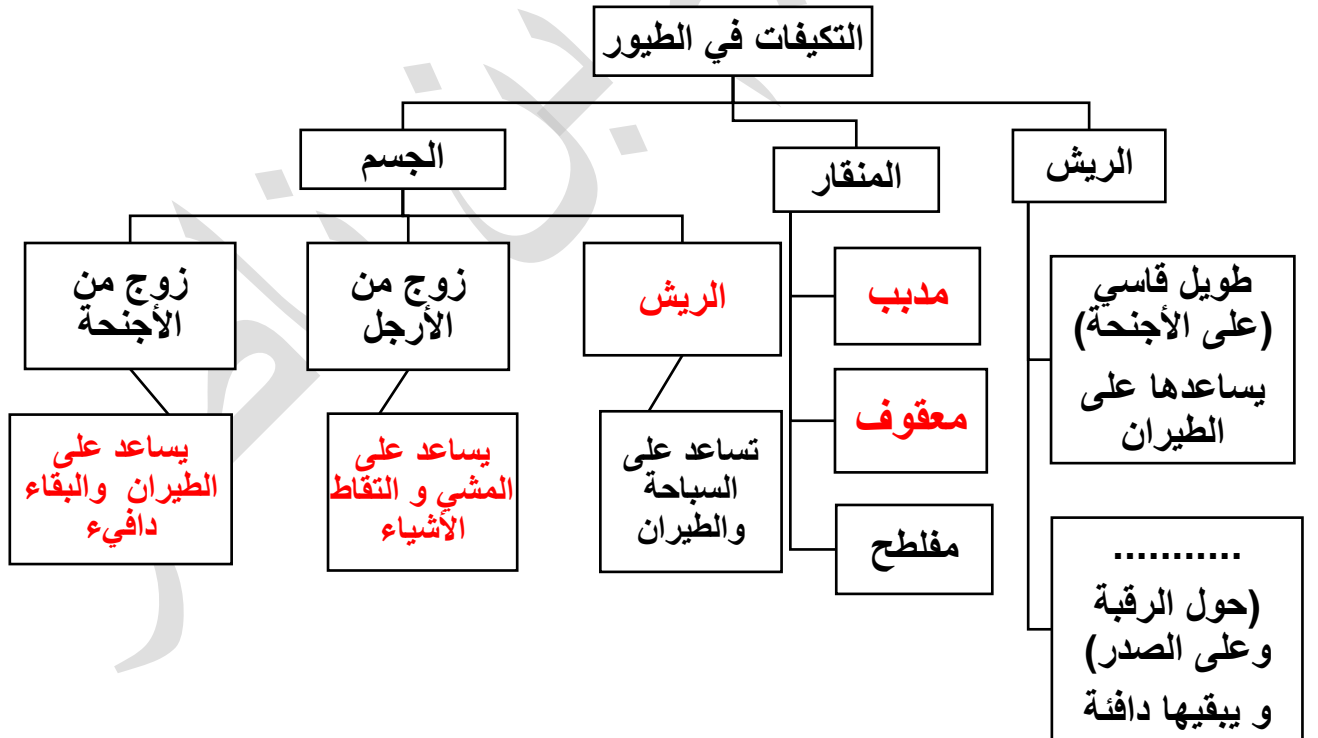 التكيفات في الطيور
الريش
المنقار
الجسم
طويل قاسي
(على الأجنحة)
يساعدها على
الطيران
...........
(حول الرقبة
وعلى الصدر)
و يبقيها دافئة
مدبب
معقوف
مفلطح
الريش
تساعد على
السباحة
والطيران
زوج من
الأرجل
يساعد على
المشي و التقاط
الأشياء
زوج من
الأجنحة
يساعد على
الطيران والبقاء
دافيء